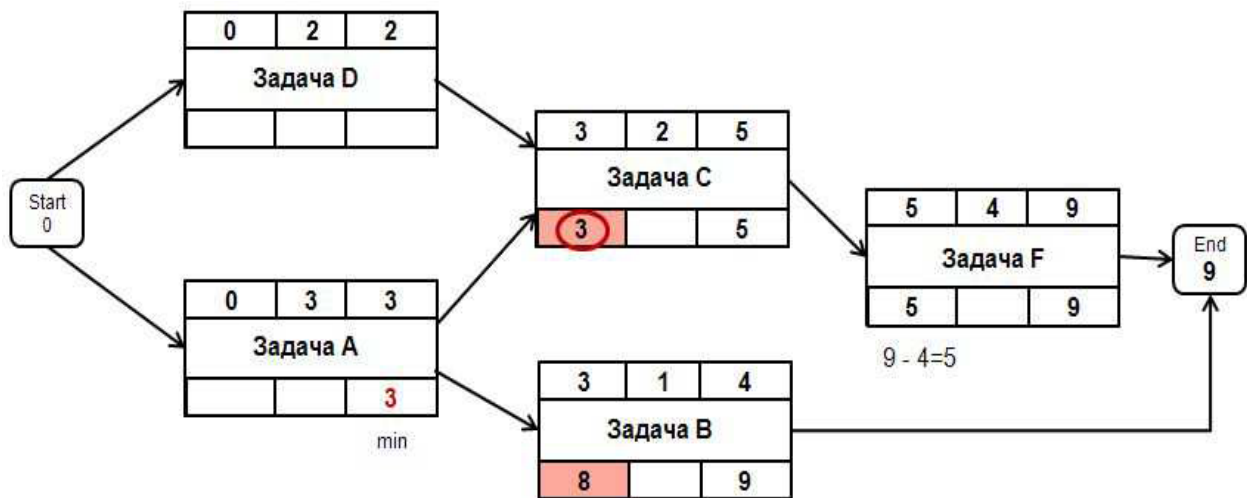 0 2 2
Задача D
Start
0
3 2 5
Задача C
3 5
5 4 9
Задача F
5 9
End
9
9 - 4=5
0 3 3
Задача A
3
min
3 1 4
Задача B
8 9